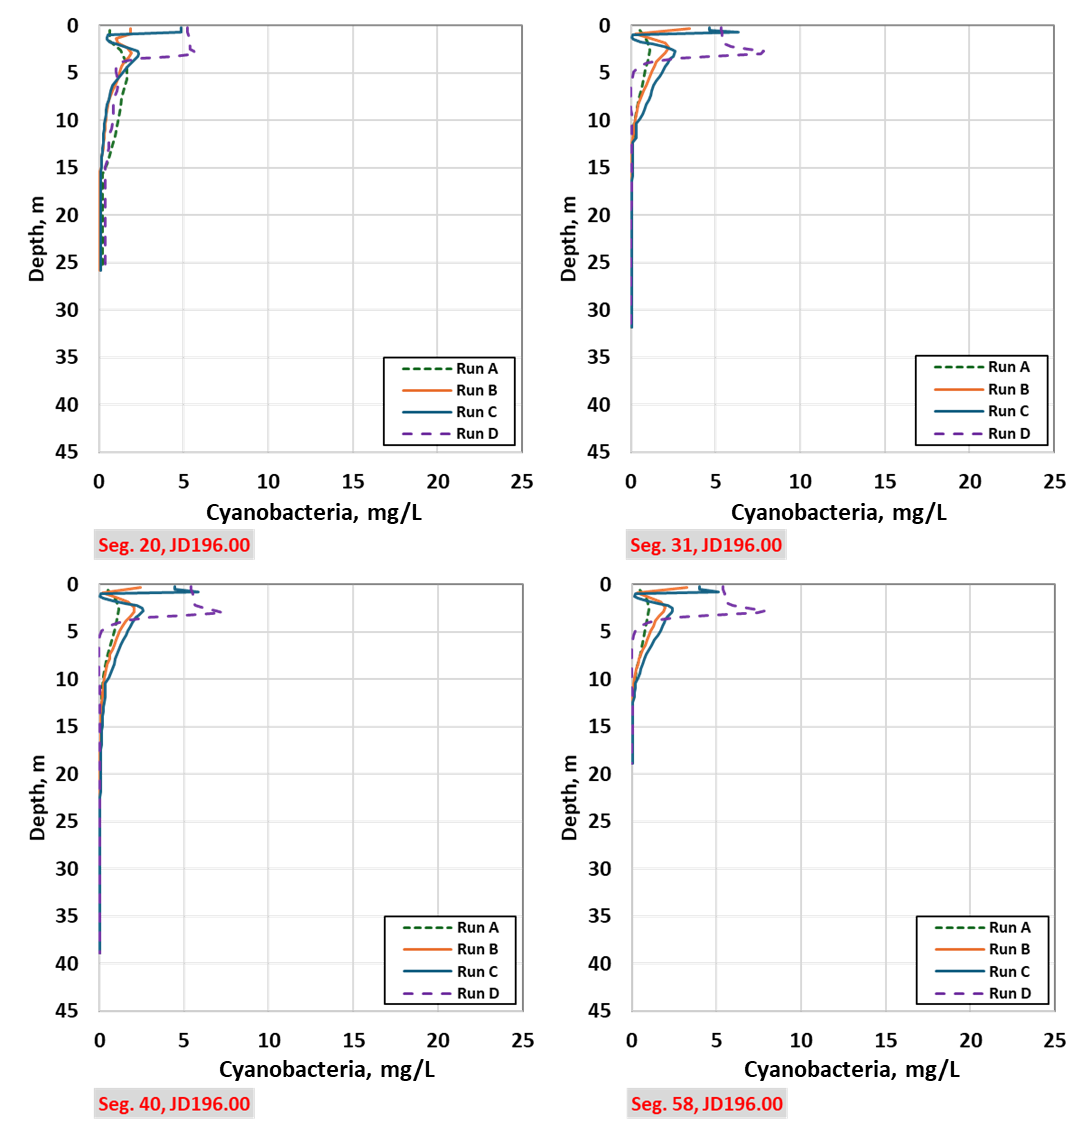 0
5
10
15
20
25
30
35
40
45
Depth, m
Run A
Run B
Run C
Run D
0 5 10 15 20 25
Cyanobacteria, mg/L
Seg. 20, JD196.00
0
5
10
15
20
25
30
35
40
45
Depth, m
Run A
Run B
Run C
Run D
0 5 10 15 20 25
Cyanobacteria, mg/L
Seg. 31, JD196.00
0
5
10
15
20
25
30
35
40
45
Depth, m
Run A
Run B
Run C
Run D
0 5 10 15 20 25
Cyanobacteria, mg/L
Seg. 40, JD196.00
0
5
10
15
20
25
30
35
40
45
Depth, m
Run A
Run B
Run C
Run D
0 5 10 15 20 25
Cyanobacteria, mg/L
Seg. 58, JD196.00